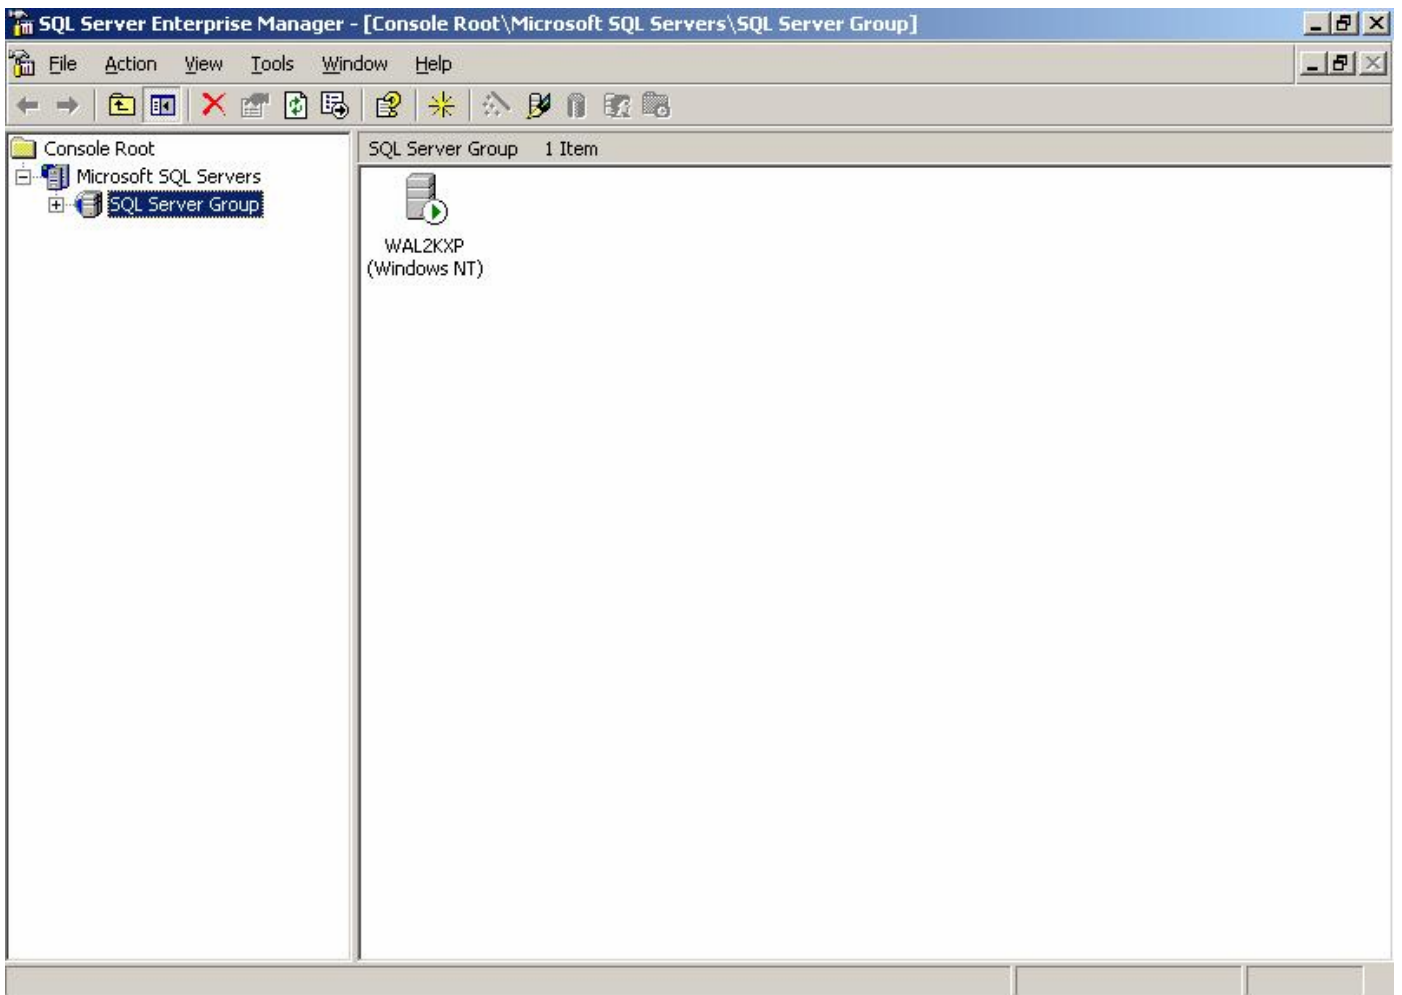 SQL Server Enterprise Manager - [Console Root\Microsoft SQL Servers\SQL Server Group]
File Action View Tools Window Help
Console Root
Microsoft SQL Servers
SQL Server Group
SQL Server Group 1 Item
WAL2KXP
(Windows NT)